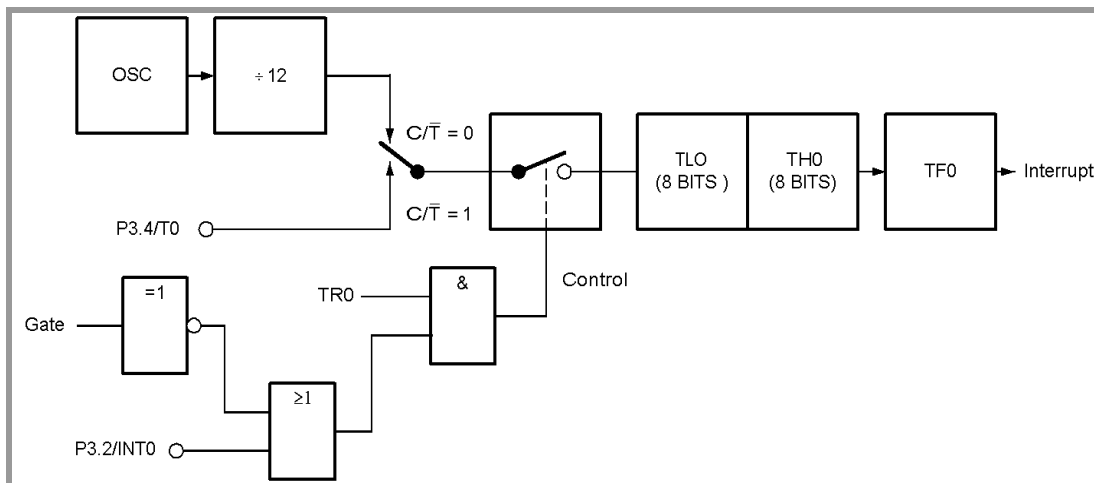 OSC
÷ 12
C/T̅ = 0
C/T̅ = 1
P3.4/T0
TLO
(8 BITS )
TH0
(8 BITS)
TF0
Interrupt
Control
TR0
&
Gate
=1
≥1
P3.2/INT0